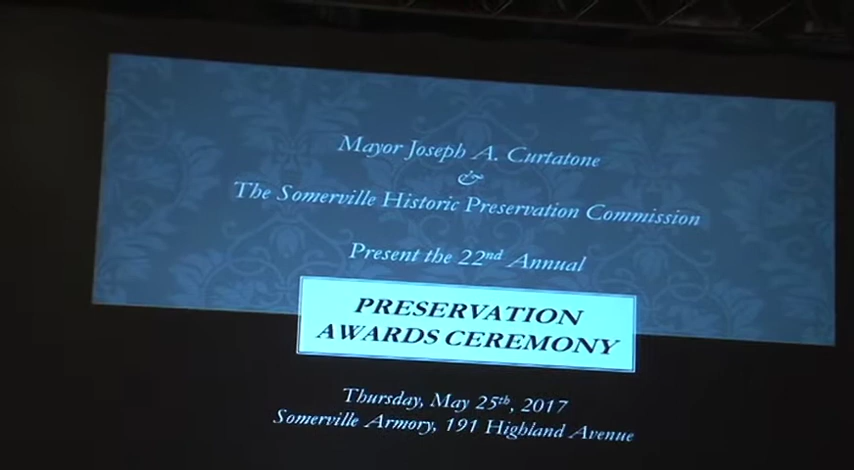 Mayor Joseph A. Curtatone
&
The Somerville Historic Preservation Commission
Present the 22nd Annual
PRESERVATION
AWARDS CEREMONY
Thursday, May 25th, 2017
Somerville Armory, 191 Highland Avenue